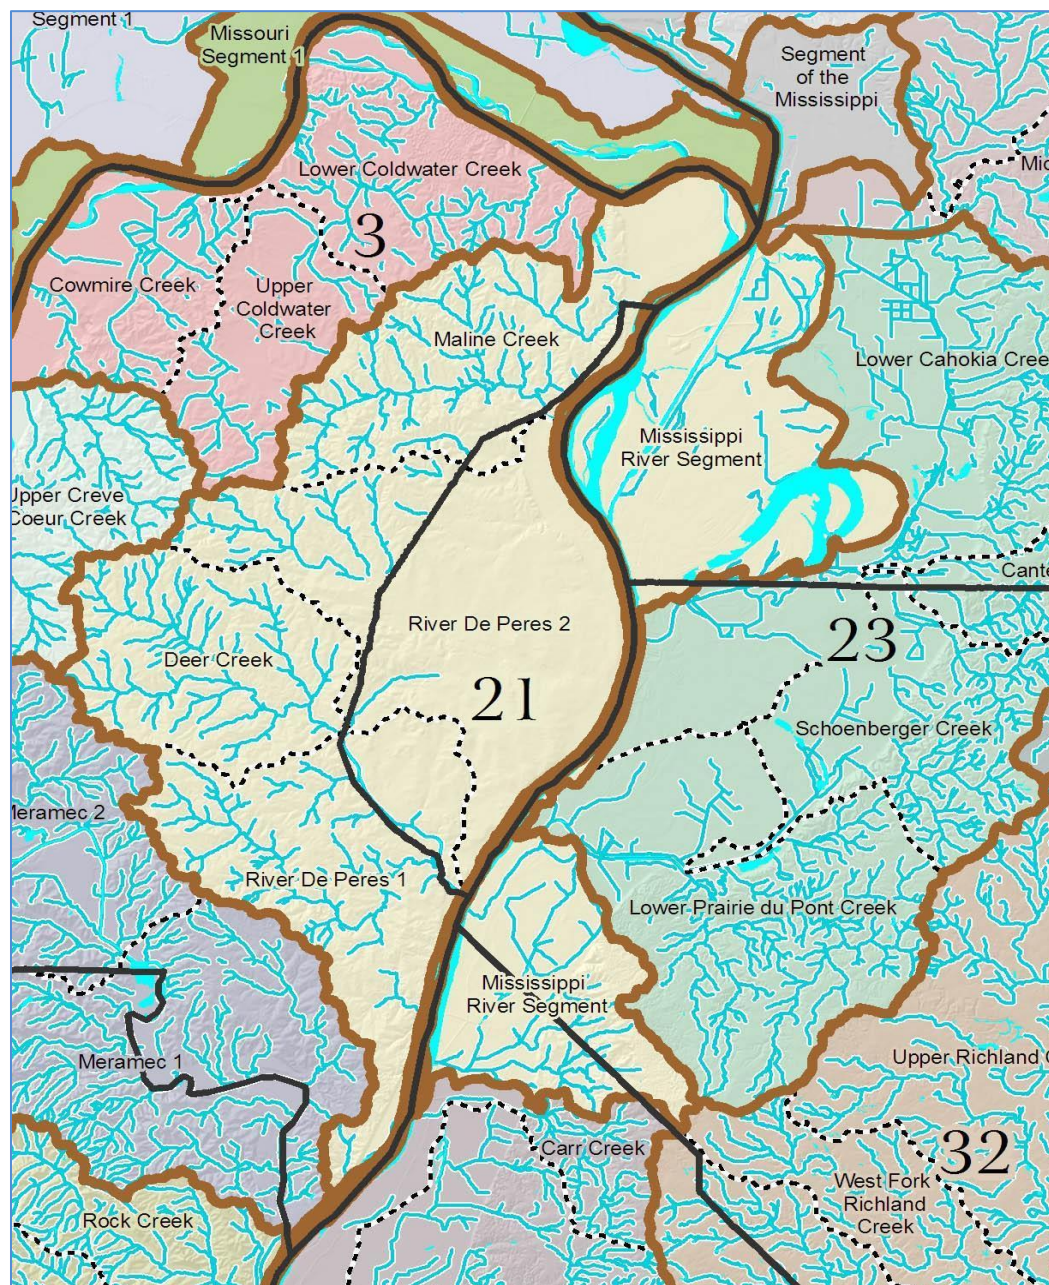 Segment 1
Missouri
Segment 1
Segment
of the
Mississippi
Lower Coldwater Creek
3
Cowmire Creek
Upper
Coldwater
Creek
Maline Creek
Lower Cahokia Cree
Mississippi
River Segment
Upper Creve
Coeur Creek
Cante
River De Peres 2
23
Deer Creek
21
Schoenberger Creek
Meramec 2
River De Peres 1
Lower Prairie du Pont Creek
Mississippi
River Segment
Meramec 1
Upper Richland
Carr Creek
32
West Fork
Richland
Creek
Rock Creek